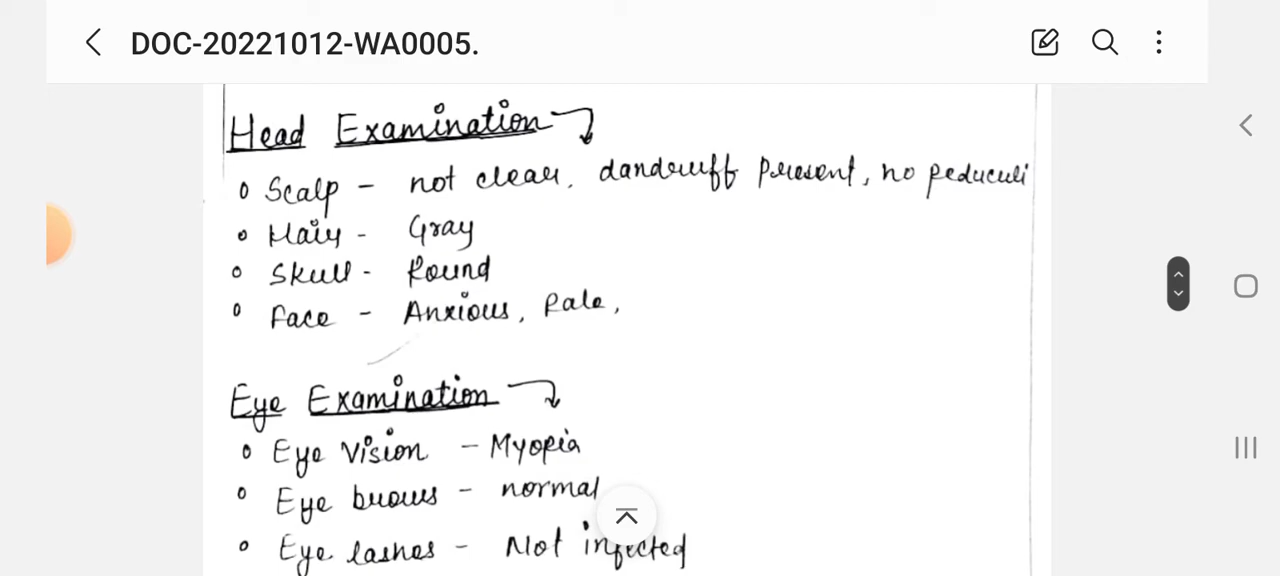 DOC-20221012-WA0005.
Head Examination
Scalp - not clear, dandruff present, no peduculi
Hair - Gray
Skull - Round
Face - Anxious, Pale,
Eye Examination
Eye Vision - Myopia
Eye brows - normal
Eye lashes - Not infected